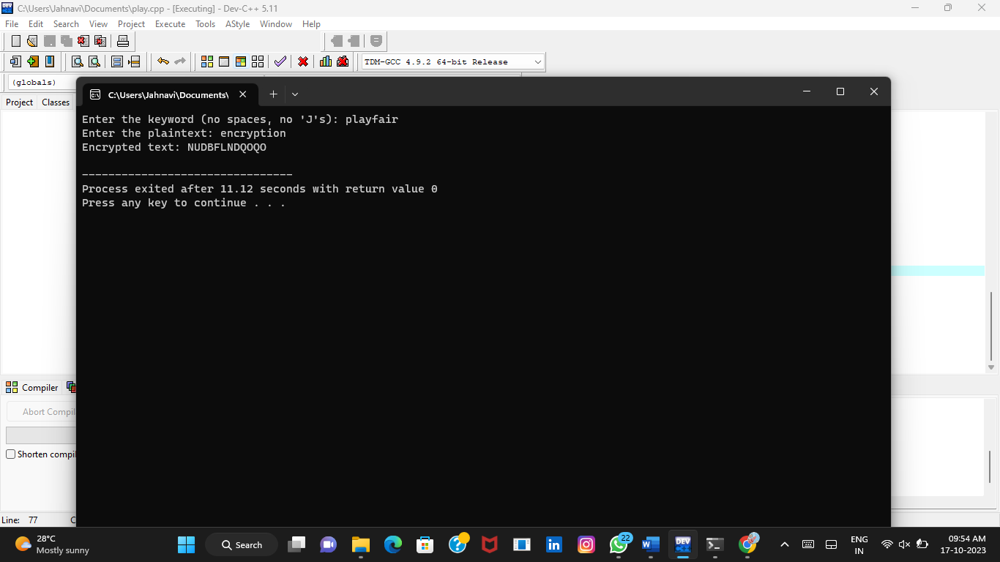 C:\Users\Jahnavi\Documents\play.cpp - [Executing] - Dev-C++ 5.11
File Edit Search View Project Execute Tools AStyle Window Help
TDM-GCC 4.9.2 64-bit Release
(globals)
Project Classes
C:\Users\Jahnavi\Documents\
Enter the keyword (no spaces, no 'J's): playfair
Enter the plaintext: encryption
Encrypted text: NUDBFLNDQOQO
--------------------------------
Process exited after 11.12 seconds with return value 0
Press any key to continue . . .
Compiler
Abort Compil
Shorten compil
Line: 77 C
28°C
Mostly sunny
Search
22
DEV
C++
ENG
IN
09:54 AM
17-10-2023